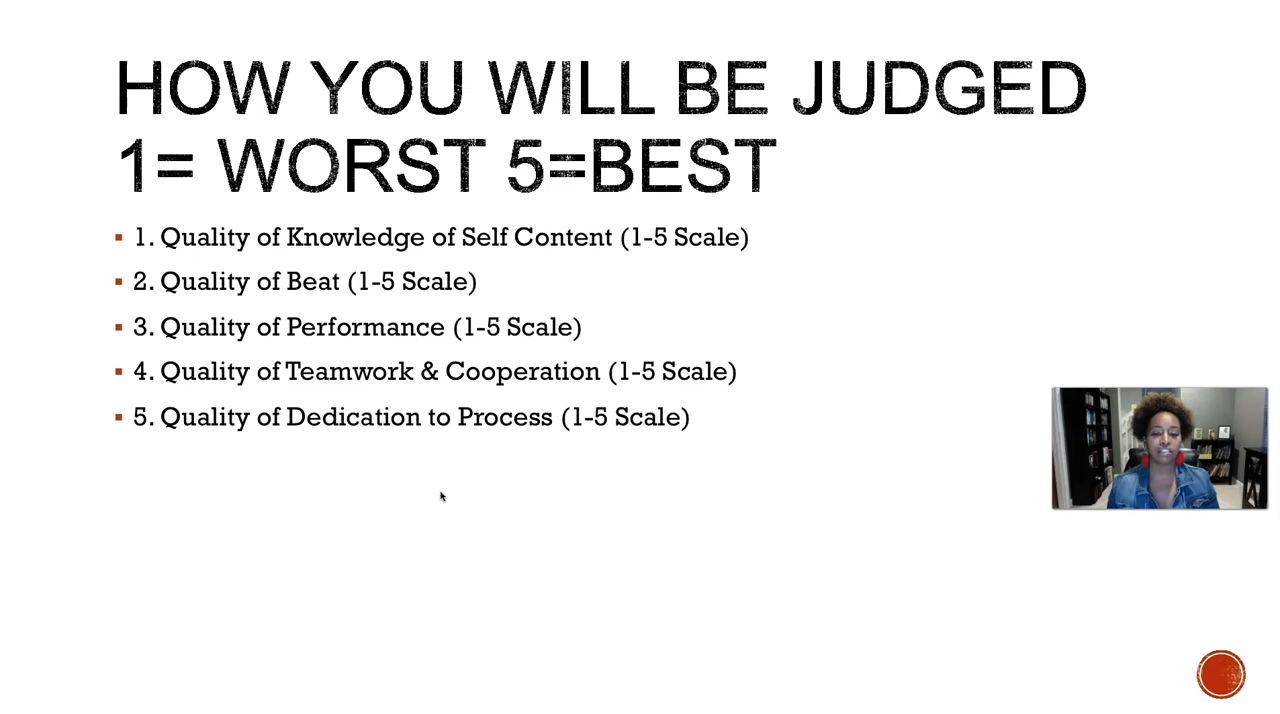 HOW YOU WILL BE JUDGED
1= WORST 5=BEST
1. Quality of Knowledge of Self Content (1-5 Scale)
2. Quality of Beat (1-5 Scale)
3. Quality of Performance (1-5 Scale)
4. Quality of Teamwork & Cooperation (1-5 Scale)
5. Quality of Dedication to Process (1-5 Scale)